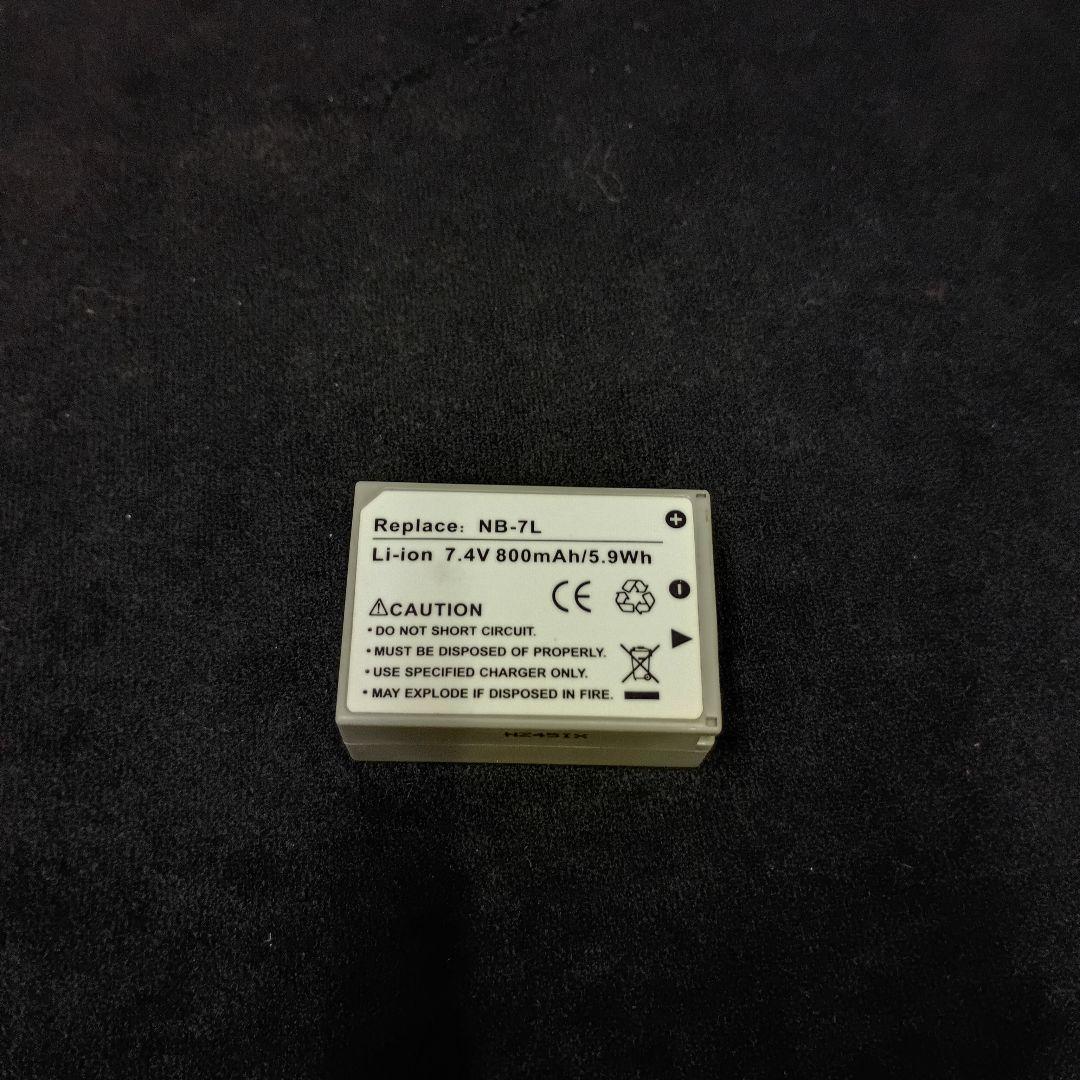 Replace: NB-7L
Li-ion 7.4V 800mAh/5.9Wh
CE
CAUTION
• DO NOT SHORT CIRCUIT.
• MUST BE DISPOSED OF PROPERLY.
• USE SPECIFIED CHARGER ONLY.
• MAY EXPLODE IF DISPOSED IN FIRE.